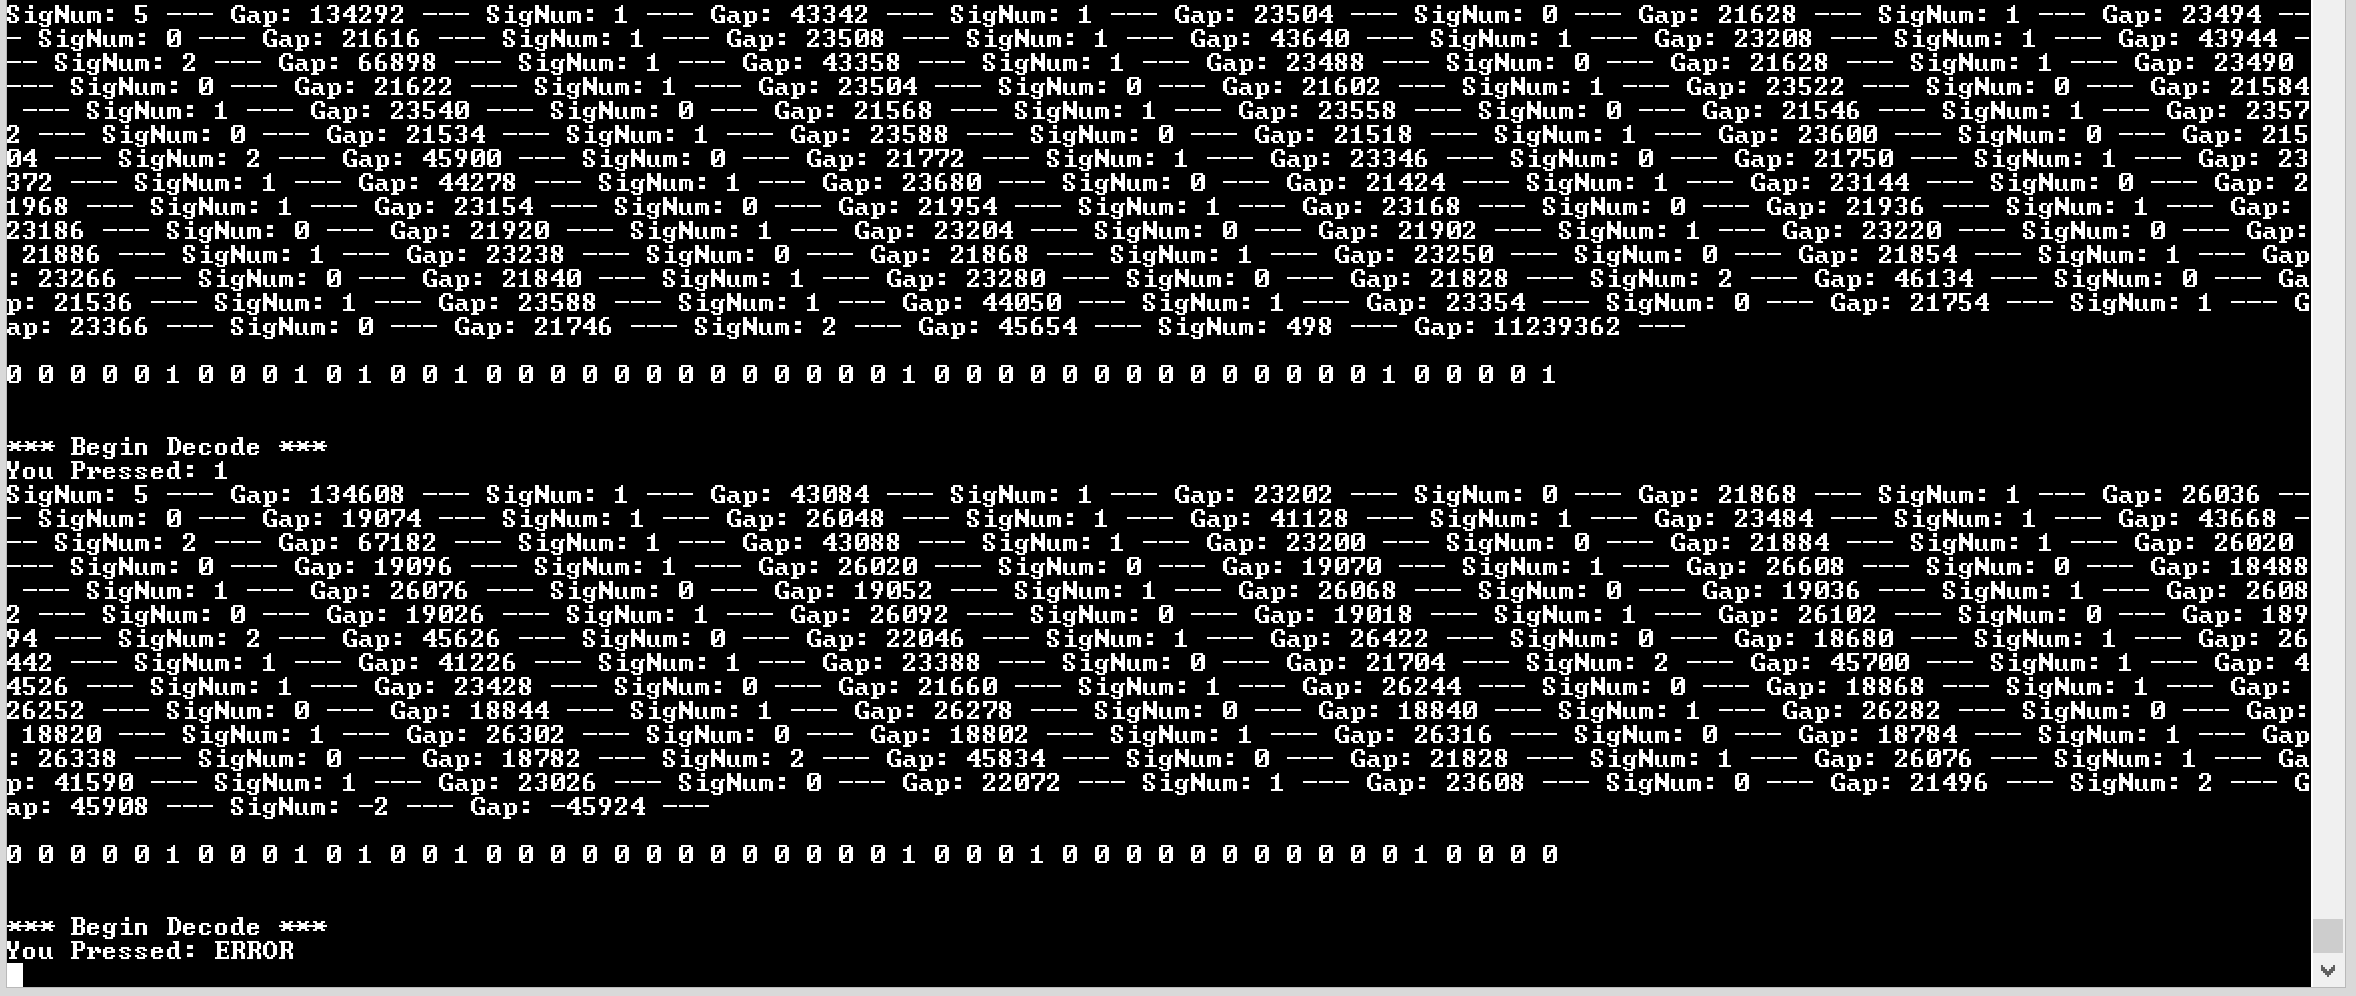 SigNum: 5 --- Gap: 134292 --- SigNum: 1 --- Gap: 43342 --- SigNum: 1 --- Gap: 23504 --- SigNum: 0 --- Gap: 21628 --- SigNum: 1 --- Gap: 23494 --
- SigNum: 0 --- Gap: 21616 --- SigNum: 1 --- Gap: 23508 --- SigNum: 1 --- Gap: 43640 --- SigNum: 1 --- Gap: 23208 --- SigNum: 1 --- Gap: 43944 -
-- SigNum: 2 --- Gap: 66898 --- SigNum: 1 --- Gap: 43358 --- SigNum: 1 --- Gap: 23488 --- SigNum: 0 --- Gap: 21628 --- SigNum: 1 --- Gap: 23490
--- SigNum: 0 --- Gap: 21622 --- SigNum: 1 --- Gap: 23504 --- SigNum: 0 --- Gap: 21602 --- SigNum: 1 --- Gap: 23522 --- SigNum: 0 --- Gap: 21584
 --- SigNum: 1 --- Gap: 23540 --- SigNum: 0 --- Gap: 21568 --- SigNum: 1 --- Gap: 23558 --- SigNum: 0 --- Gap: 21546 --- SigNum: 1 --- Gap: 2357
2 --- SigNum: 0 --- Gap: 21534 --- SigNum: 1 --- Gap: 23588 --- SigNum: 0 --- Gap: 21518 --- SigNum: 1 --- Gap: 23600 --- SigNum: 0 --- Gap: 215
04 --- SigNum: 2 --- Gap: 45900 --- SigNum: 0 --- Gap: 21772 --- SigNum: 1 --- Gap: 23346 --- SigNum: 0 --- Gap: 21750 --- SigNum: 1 --- Gap: 23
372 --- SigNum: 1 --- Gap: 44278 --- SigNum: 1 --- Gap: 23680 --- SigNum: 0 --- Gap: 21424 --- SigNum: 1 --- Gap: 23144 --- SigNum: 0 --- Gap: 2
1968 --- SigNum: 1 --- Gap: 23154 --- SigNum: 0 --- Gap: 21954 --- SigNum: 1 --- Gap: 23168 --- SigNum: 0 --- Gap: 21936 --- SigNum: 1 --- Gap:
23186 --- SigNum: 0 --- Gap: 21920 --- SigNum: 1 --- Gap: 23204 --- SigNum: 0 --- Gap: 21902 --- SigNum: 1 --- Gap: 23220 --- SigNum: 0 --- Gap:
 21886 --- SigNum: 1 --- Gap: 23238 --- SigNum: 0 --- Gap: 21868 --- SigNum: 1 --- Gap: 23250 --- SigNum: 0 --- Gap: 21854 --- SigNum: 1 --- Gap
: 23266 --- SigNum: 0 --- Gap: 21840 --- SigNum: 1 --- Gap: 23280 --- SigNum: 0 --- Gap: 21828 --- SigNum: 2 --- Gap: 46134 --- SigNum: 0 --- Ga
p: 21536 --- SigNum: 1 --- Gap: 23588 --- SigNum: 1 --- Gap: 44050 --- SigNum: 1 --- Gap: 23354 --- SigNum: 0 --- Gap: 21754 --- SigNum: 1 --- G
ap: 23366 --- SigNum: 0 --- Gap: 21746 --- SigNum: 2 --- Gap: 45654 --- SigNum: 498 --- Gap: 11239362 ---
0 0 0 0 0 1 0 0 0 1 0 1 0 0 1 0 0 0 0 0 0 0 0 0 0 0 0 0 1 0 0 0 0 0 0 0 0 0 0 0 0 0 0 1 0 0 0 0 1
*** Begin Decode ***
You Pressed: 1
SigNum: 5 --- Gap: 134608 --- SigNum: 1 --- Gap: 43084 --- SigNum: 1 --- Gap: 23202 --- SigNum: 0 --- Gap: 21868 --- SigNum: 1 --- Gap: 26036 --
- SigNum: 0 --- Gap: 19074 --- SigNum: 1 --- Gap: 26048 --- SigNum: 1 --- Gap: 41128 --- SigNum: 1 --- Gap: 23484 --- SigNum: 1 --- Gap: 43668 -
-- SigNum: 2 --- Gap: 67182 --- SigNum: 1 --- Gap: 43088 --- SigNum: 1 --- Gap: 23200 --- SigNum: 0 --- Gap: 21884 --- SigNum: 1 --- Gap: 26020
--- SigNum: 0 --- Gap: 19096 --- SigNum: 1 --- Gap: 26020 --- SigNum: 0 --- Gap: 19070 --- SigNum: 1 --- Gap: 26608 --- SigNum: 0 --- Gap: 18488
 --- SigNum: 1 --- Gap: 26076 --- SigNum: 0 --- Gap: 19052 --- SigNum: 1 --- Gap: 26068 --- SigNum: 0 --- Gap: 19036 --- SigNum: 1 --- Gap: 2608
2 --- SigNum: 0 --- Gap: 19026 --- SigNum: 1 --- Gap: 26092 --- SigNum: 0 --- Gap: 19018 --- SigNum: 1 --- Gap: 26102 --- SigNum: 0 --- Gap: 189
94 --- SigNum: 2 --- Gap: 45626 --- SigNum: 0 --- Gap: 22046 --- SigNum: 1 --- Gap: 26422 --- SigNum: 0 --- Gap: 18680 --- SigNum: 1 --- Gap: 26
442 --- SigNum: 1 --- Gap: 41226 --- SigNum: 1 --- Gap: 23388 --- SigNum: 0 --- Gap: 21704 --- SigNum: 2 --- Gap: 45700 --- SigNum: 1 --- Gap: 4
4526 --- SigNum: 1 --- Gap: 23428 --- SigNum: 0 --- Gap: 21660 --- SigNum: 1 --- Gap: 26244 --- SigNum: 0 --- Gap: 18868 --- SigNum: 1 --- Gap:
26252 --- SigNum: 0 --- Gap: 18844 --- SigNum: 1 --- Gap: 26278 --- SigNum: 0 --- Gap: 18840 --- SigNum: 1 --- Gap: 26282 --- SigNum: 0 --- Gap:
 18820 --- SigNum: 1 --- Gap: 26302 --- SigNum: 0 --- Gap: 18802 --- SigNum: 1 --- Gap: 26316 --- SigNum: 0 --- Gap: 18784 --- SigNum: 1 --- Gap
: 26338 --- SigNum: 0 --- Gap: 18782 --- SigNum: 2 --- Gap: 45834 --- SigNum: 0 --- Gap: 21828 --- SigNum: 1 --- Gap: 26076 --- SigNum: 1 --- Ga
p: 41590 --- SigNum: 1 --- Gap: 23026 --- SigNum: 0 --- Gap: 22072 --- SigNum: 1 --- Gap: 23608 --- SigNum: 0 --- Gap: 21496 --- SigNum: 2 --- G
ap: 45908 --- SigNum: -2 --- Gap: -45924 ---
0 0 0 0 0 1 0 0 0 1 0 1 0 0 1 0 0 0 0 0 0 0 0 0 0 0 0 0 1 0 0 0 1 0 0 0 0 0 0 0 0 0 0 0 1 0 0 0 0
*** Begin Decode ***
You Pressed: ERROR